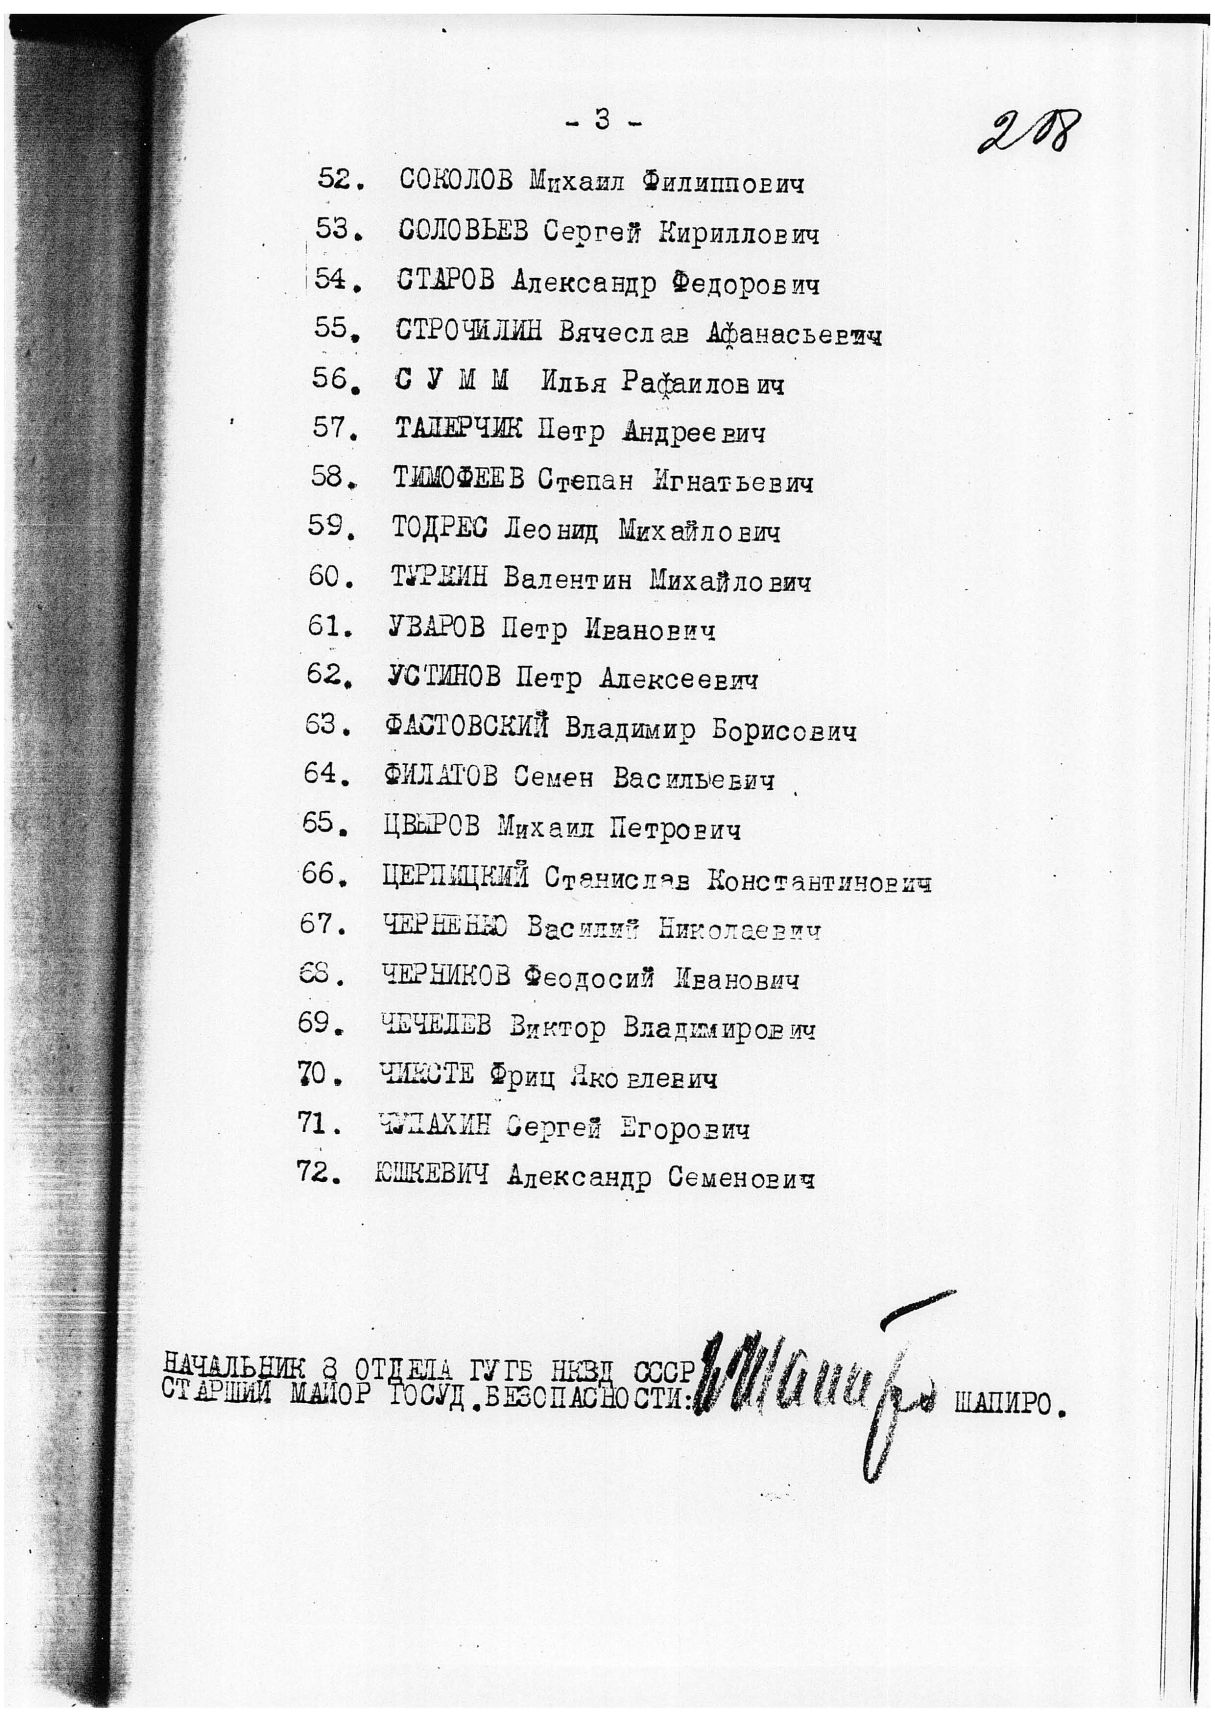 - 3 -
208
52. СОКОЛОВ Михаил Филиппович
53. СОЛОВЬЕВ Сергей Кириллович
54. СТАРОВ Александр Федорович
55. СТРОЧИЛИН Вячеслав Афанасьевич
56. С У М М Илья Рафаилович
57. ТАЛЕРЧИК Петр Андреевич
58. ТИМОФЕЕВ Степан Игнатьевич
59. ТОДРЕС Леонид Михайлович
60. ТУРКИН Валентин Михайлович
61. УВАРОВ Петр Иванович
62. УСТИНОВ Петр Алексеевич
63. ФАСТОВСКИЙ Владимир Борисович
64. ФИЛАТОВ Семен Васильевич
65. ЦВЫРОВ Михаил Петрович
66. ЦЕРПИЦКИЙ Станислав Константинович
67. Василий Николаевич
68. ЧЕРНИКОВ Феодосий Иванович
69. ЧЕЧЕЛЕВ Виктор Владимирович
70. ЧИКСТЕ Фриц Яковлевич
71. ЧУПАХИН Сергей Егорович
72. ЮШКЕВИЧ Александр Семенович
НАЧАЛЬНИК 8 ОТДЕЛА ГУГБ НКВД СССР
СТАРШИЙ МАЙОР ГОСУД.БЕЗОПАСНОСТИ: ШАПИРО.